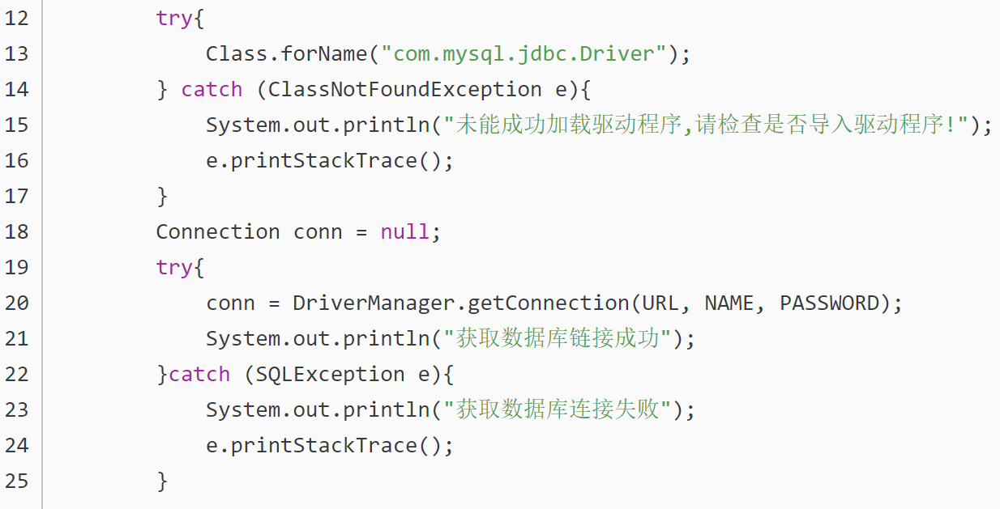 12 try{
13 Class.forName("com.mysql.jdbc.Driver");
14 } catch (ClassNotFoundException e){
15 System.out.println("未能成功加载驱动程序,请检查是否导入驱动程序!");
16 e.printStackTrace();
17 }
18 Connection conn = null;
19 try{
20 conn = DriverManager.getConnection(URL, NAME, PASSWORD);
21 System.out.println("获取数据库链接成功");
22 }catch (SQLException e){
23 System.out.println("获取数据库连接失败");
24 e.printStackTrace();
25 }